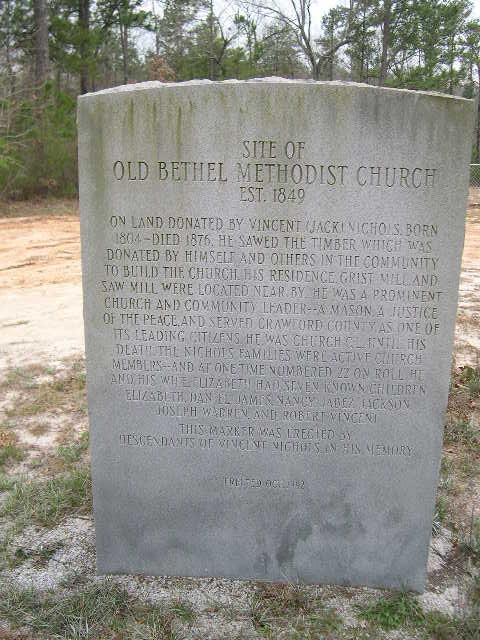 SITE OF
OLD BETHEL METHODIST CHURCH
EST. 1849
ON LAND DONATED BY VINCENT (JACK) NICHOLS, BORN
1804-DIED 1876. HE SAWED THE TIMBER WHICH WAS
DONATED BY HIMSELF AND OTHERS IN THE COMMUNITY
TO BUILD THE CHURCH. HIS RESIDENCE, GRIST MILL, AND
SAW MILL WERE LOCATED NEAR BY. HE WAS A PROMINENT
CHURCH AND COMMUNITY LEADER--A MASON, A JUSTICE
OF THE PEACE, AND SERVED CRAWFORD COUNTY AS ONE OF
ITS LEADING CITIZENS. HE WAS CHURCH C.L. UNTIL HIS
DEATH. THE NICHOLS FAMILIES WERE ACTIVE CHURCH
MEMBERS--AND AT ONE TIME NUMBERED 22 ON ROLL. HE
AND HIS WIFE, ELIZABETH HAD SEVEN KNOWN CHILDREN
ELIZABETH, DANIEL, JAMES, NANCY, JABEZ, JACKSON,
JOSEPH WARREN, AND ROBERT VINCENT.
THIS MARKER WAS ERECTED BY
DESCENDANTS OF VINCENT NICHOLS, IN HIS MEMORY
ERECTED OCT.